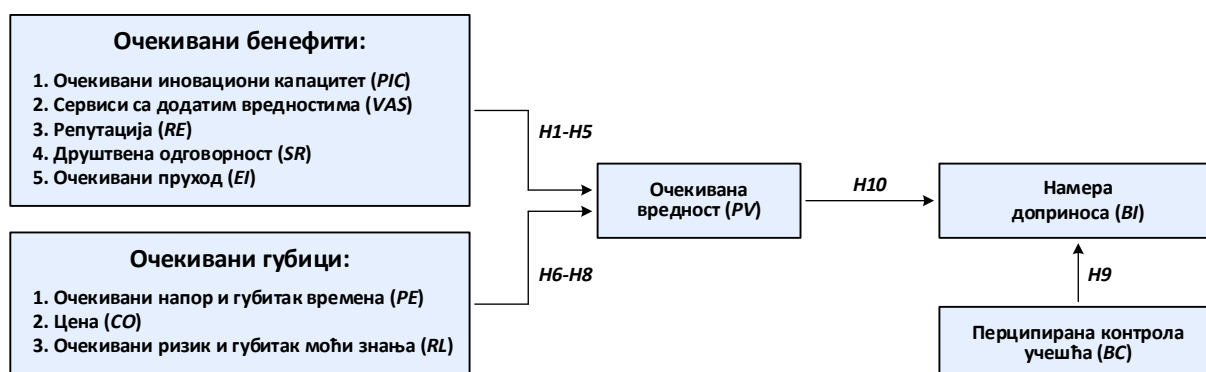 Очекивани бенефити:
1. Очекивани иновациони капацитет (PIC)
2. Сервиси са додатим вредностима (VAS)
3. Репутација (RE)
4. Друштвена одговорност (SR)
5. Очекивани пруход (EI)
H1-H5
Очекивана
вредност (PV)
H10
Намера
доприноса (BI)
Очекивани губици:
1. Очекивани напор и губитак времена (PE)
2. Цена (CO)
3. Очекивани ризик и губитак моћи знања (RL)
H6-H8
H9
Перципирана контрола
учешћа (BC)